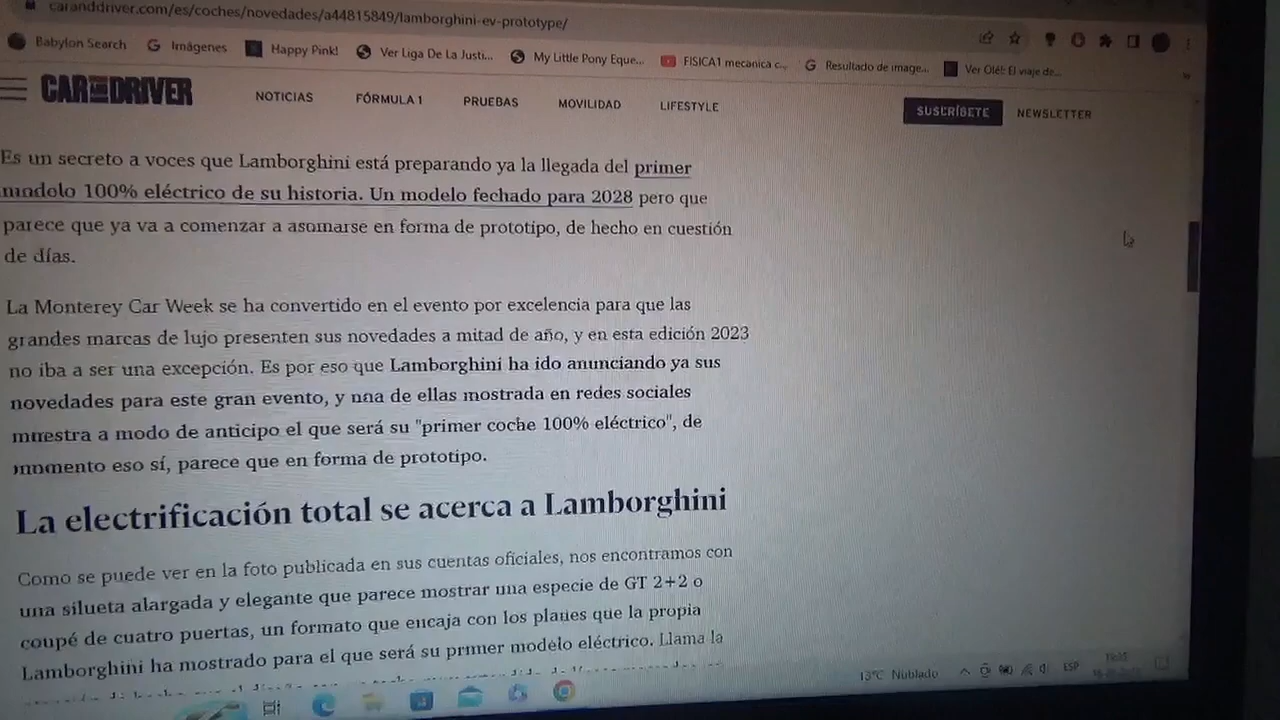 caranddriver.com/es/coches/novedades/a44815849/lamborghini-ev-prototype/
Babylon Search Imágenes Happy Pink! Ver Liga De La Justi... My Little Pony Eque... FISICA1 mecanica c... Resultado de image... Ver Olé! El viaje de...
CAR AND DRIVER NOTICIAS FÓRMULA 1 PRUEBAS MOVILIDAD LIFESTYLE SUSCRÍBETE NEWSLETTER
Es un secreto a voces que Lamborghini está preparando ya la llegada del primer
modelo 100% eléctrico de su historia. Un modelo fechado para 2028 pero que
parece que ya va a comenzar a asomarse en forma de prototipo, de hecho en cuestión
de días.
La Monterey Car Week se ha convertido en el evento por excelencia para que las
grandes marcas de lujo presenten sus novedades a mitad de año, y en esta edición 2023
no iba a ser una excepción. Es por eso que Lamborghini ha ido anunciando ya sus
novedades para este gran evento, y una de ellas mostrada en redes sociales
muestra a modo de anticipo el que será su "primer coche 100% eléctrico", de
momento eso sí, parece que en forma de prototipo.
La electrificación total se acerca a Lamborghini
Como se puede ver en la foto publicada en sus cuentas oficiales, nos encontramos con
una silueta alargada y elegante que parece mostrar una especie de GT 2+2 o
coupé de cuatro puertas, un formato que encaja con los planes que la propia
Lamborghini ha mostrado para el que será su primer modelo eléctrico. Llama la
13°C Nublado ESP